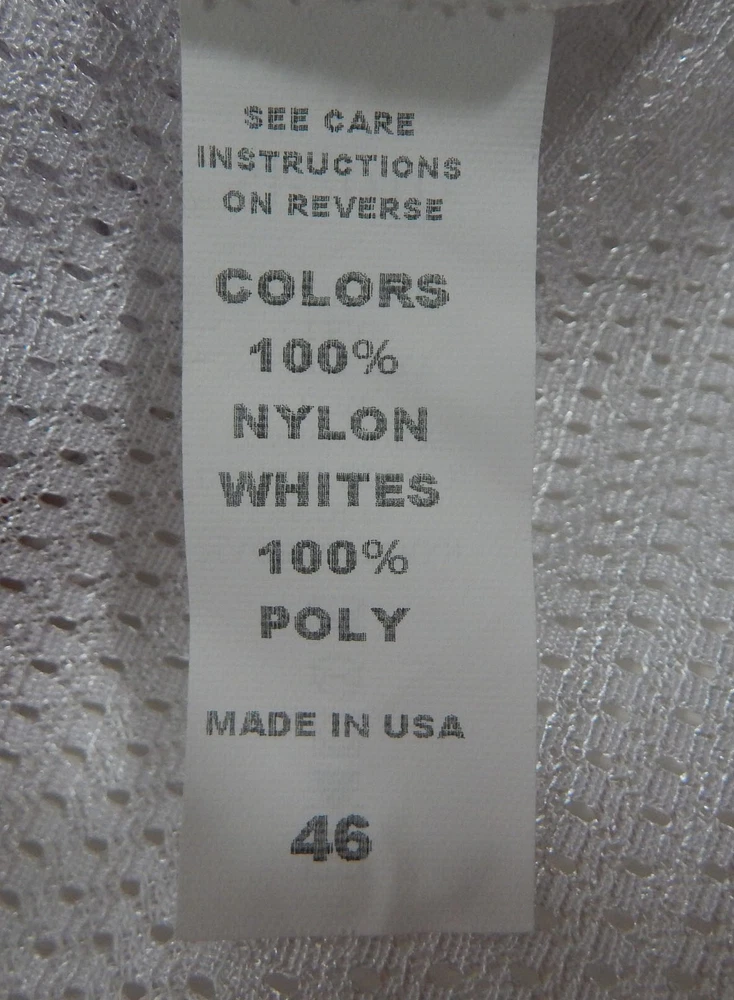 SEE CARE
INSTRUCTIONS
ON REVERSE
COLORS
100%
NYLON
WHITES
100%
POLY
MADE IN USA
46